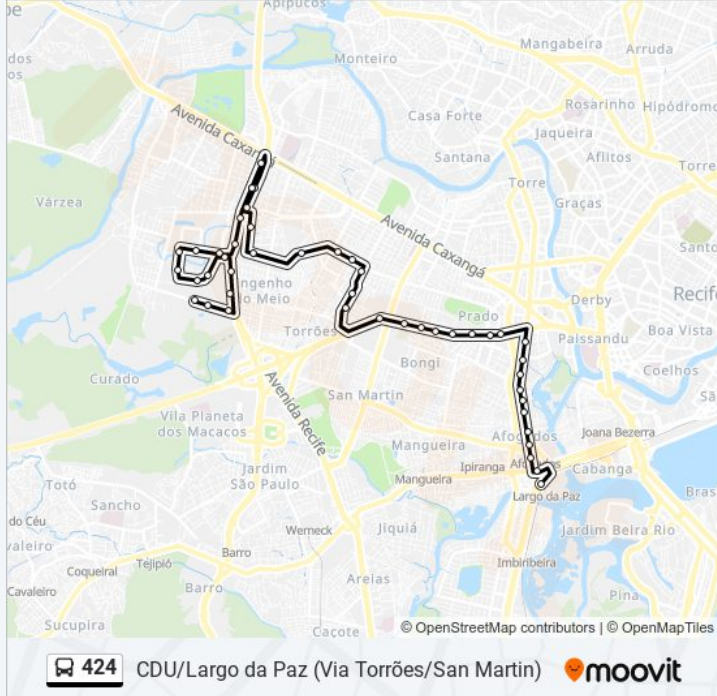 Apipucos
Mangabeira
Arruda
Monteiro
Rosarinho
Hipódromo
Casa Forte
Jaqueira
Avenida Caxangá
Santana
Aflitos
Torre
Torre
Várzea
Graças
Avenida Caxangá
Santo
Engenho
do Meio
Derby
Recife
Prado
Torrões
Paissandu
Boa Vista
Bongi
Coelhos
Curado
San Martin
Sã
Avenida Recife
Vila Planeta
dos Macacos
Mangueira
Afogados
Joana Bezerra
Jardim
São Paulo
Ipiranga
Afogados
Cabanga
Totó
Mangueira
Bras
Largo da Paz
Sancho
do Céu
Werneck
Jiquiá
Jardim Beira Rio
valeiro
Barro
Tejipió
Imbiribeira
Coqueiral
Areias
Cavaleiro
Barro
Pina
Sucupira
Caçote
© OpenStreetMap contributors | © OpenMapTiles
424 CDU/Largo da Paz (Via Torrões/San Martin) moovit